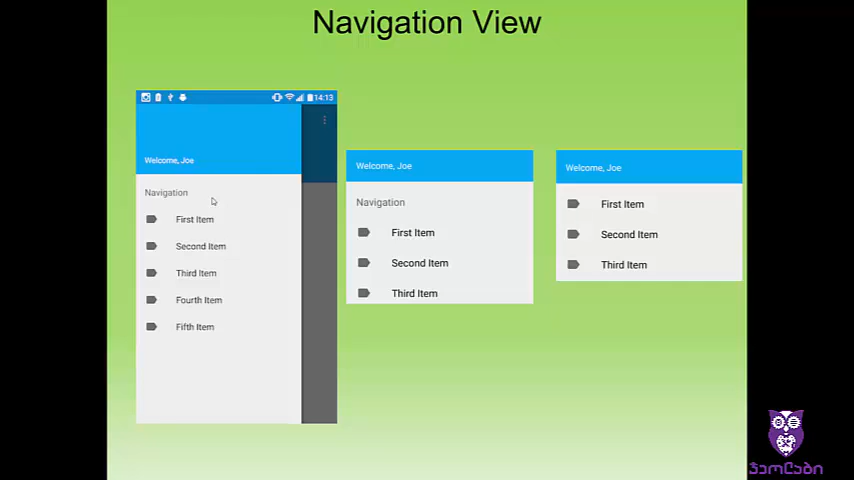 Navigation View
14:13
Welcome, Joe
Navigation
First Item
Second Item
Third Item
Fourth Item
Fifth Item
Welcome, Joe
Navigation
First Item
Second Item
Third Item
Welcome, Joe
First Item
Second Item
Third Item